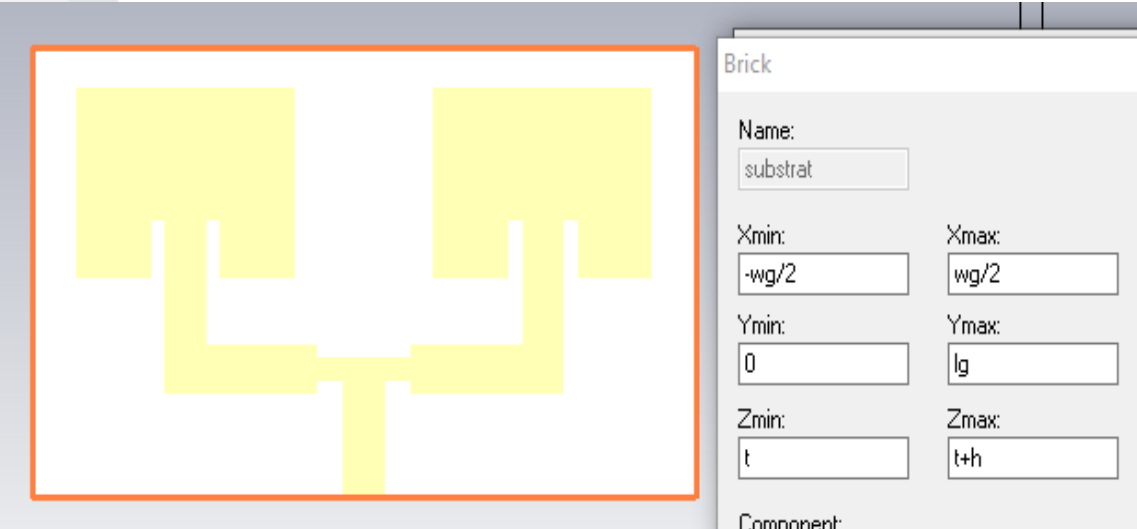 Brick
Name:
substrat
Xmin: Xmax:
-wg/2 wg/2
Ymin: Ymax:
0 lg
Zmin: Zmax:
t t+h
Component: